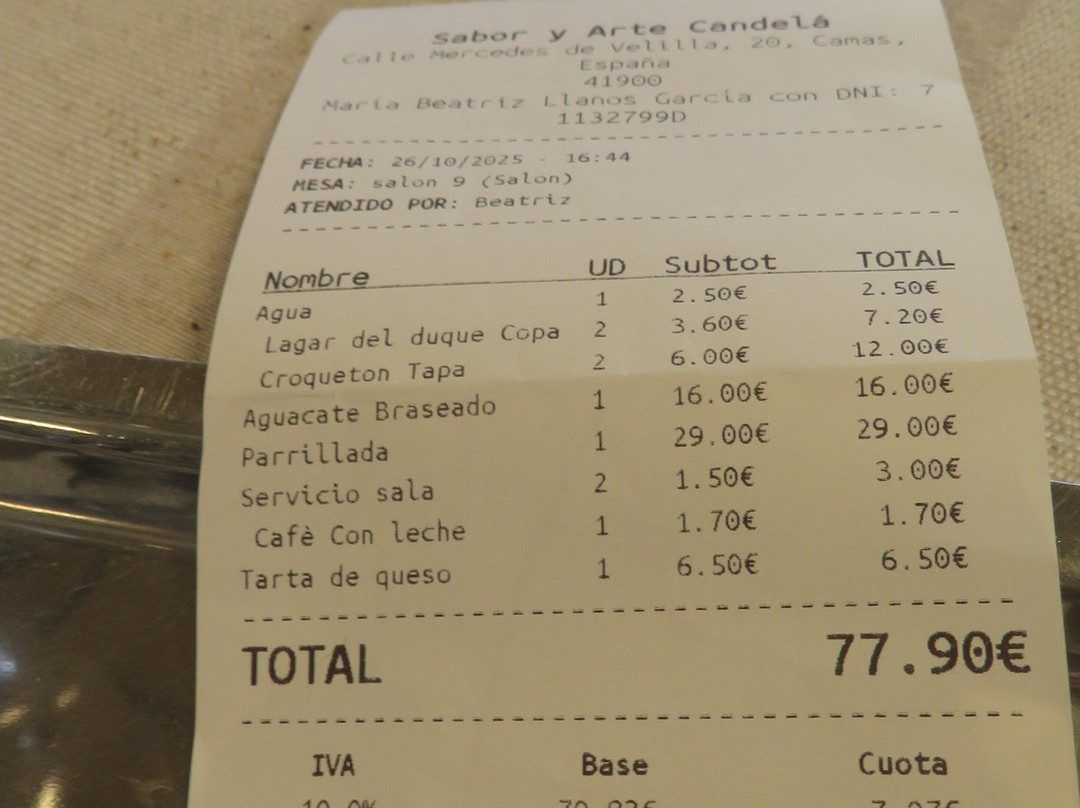 Sabor y Arte Candelá
Calle Mercedes de Velilla, 20, Camas,
España
41900
María Beatriz Llanos García con DNI: 7
1132799D
FECHA: 26/10/2025 - 16:44
MESA: salon 9 (Salon)
ATENDIDO POR: Beatriz
Nombre UD Subtot TOTAL
Agua 1 2.50€ 2.50€
Lagar del duque Copa 2 3.60€ 7.20€
Croqueton Tapa 2 6.00€ 12.00€
Aguacate Braseado 1 16.00€ 16.00€
Parrillada 1 29.00€ 29.00€
Servicio sala 2 1.50€ 3.00€
Cafè Con leche 1 1.70€ 1.70€
Tarta de queso 1 6.50€ 6.50€
TOTAL 77.90€
IVA Base Cuota